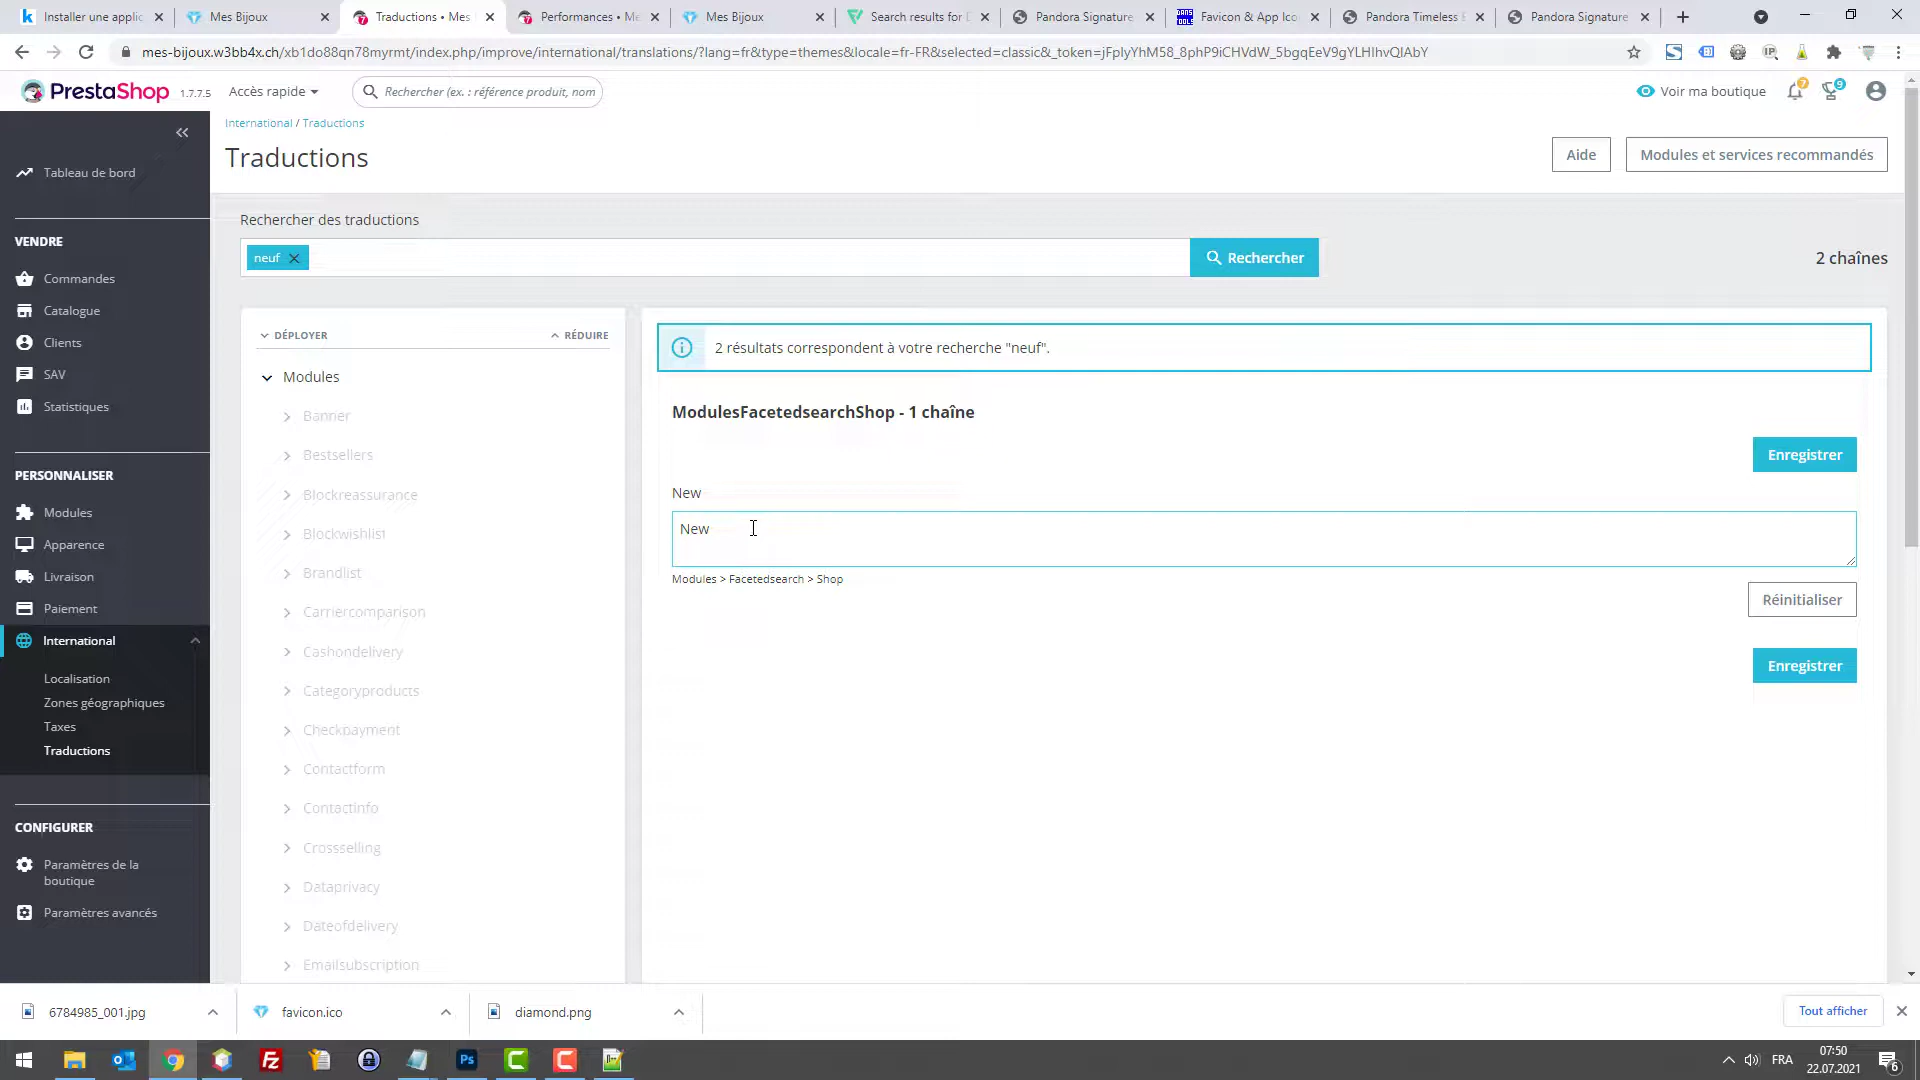 Installer une applic
Mes Bijoux
Traductions • Mes
Performances • Me
Mes Bijoux
Search results for D
Pandora Signature
Favicon & App Ico
Pandora Timeless E
Pandora Signature
mes-bijoux.w3bb4x.ch/xb1do88qn78myrmt/index.php/improve/international/translations/?lang=fr&type=themes&locale=fr-FR&selected=classic&_token=jFplyYhM58_8phP9iCHVdW_5bgqEeV9gYLHIhvQIAbY
PrestaShop 1.7.7.5
Accès rapide
Rechercher (ex. : référence produit, nom
Voir ma boutique
7
9
International / Traductions
Traductions
Aide
Modules et services recommandés
Tableau de bord
VENDRE
Commandes
Catalogue
Clients
SAV
Statistiques
PERSONNALISER
Modules
Apparence
Livraison
Paiement
International
Localisation
Zones géographiques
Taxes
Traductions
CONFIGURER
Paramètres de la
boutique
Paramètres avancés
Rechercher des traductions
neuf
Rechercher
2 chaînes
DÉPLOYER
RÉDUIRE
Modules
Banner
Bestsellers
Blockreassurance
Blockwishlist
Brandlist
Carriercomparison
Cashondelivery
Categoryproducts
Checkpayment
Contactform
Contactinfo
Crossselling
Dataprivacy
Dateofdelivery
Emailsubscription
2 résultats correspondent à votre recherche "neuf".
ModulesFacetedsearchShop - 1 chaîne
Enregistrer
New
New
Modules > Facetedsearch > Shop
Réinitialiser
Enregistrer
6784985_001.jpg
favicon.ico
diamond.png
Tout afficher
FRA
07:50
22.07.2021
6